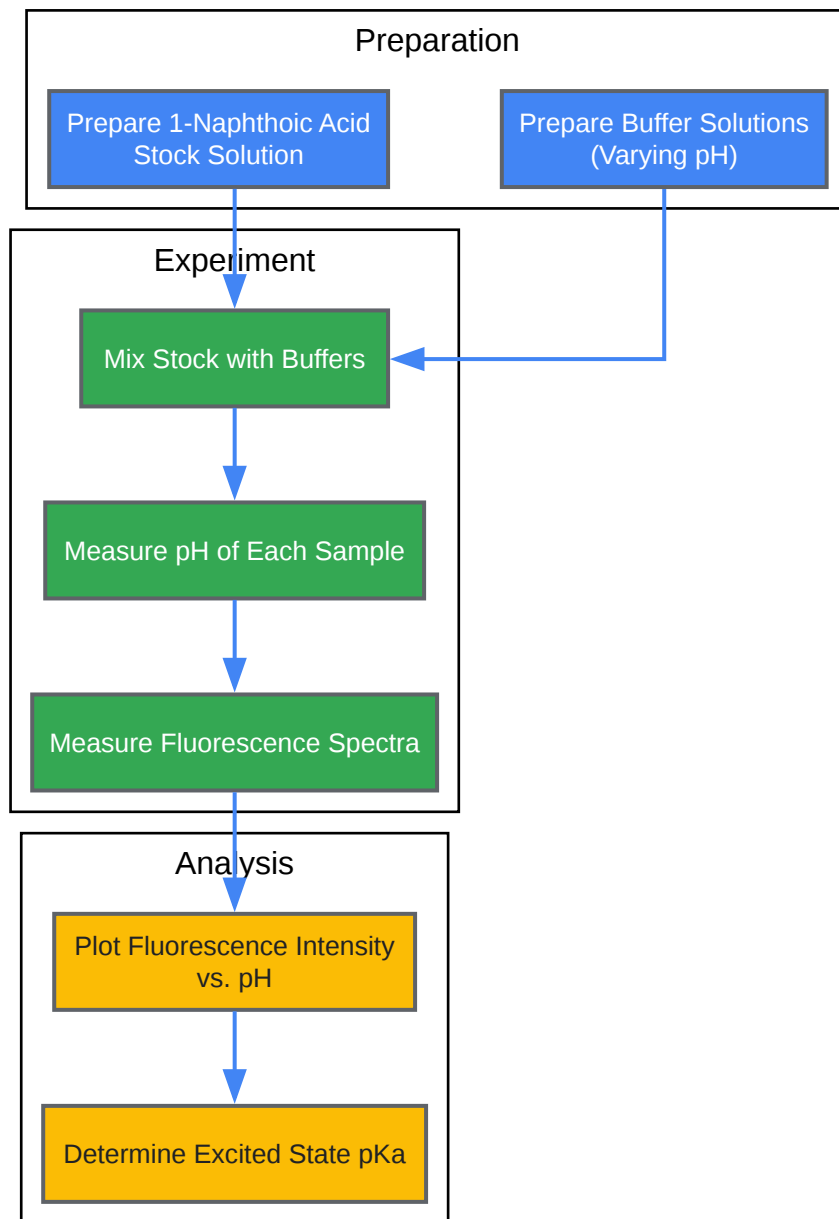 Preparation
Prepare 1-Naphthoic Acid
Stock Solution
Prepare Buffer Solutions
(Varying pH)
Experiment
Mix Stock with Buffers
Measure pH of Each Sample
Measure Fluorescence Spectra
Analysis
Plot Fluorescence Intensity
vs. pH
Determine Excited State pKa